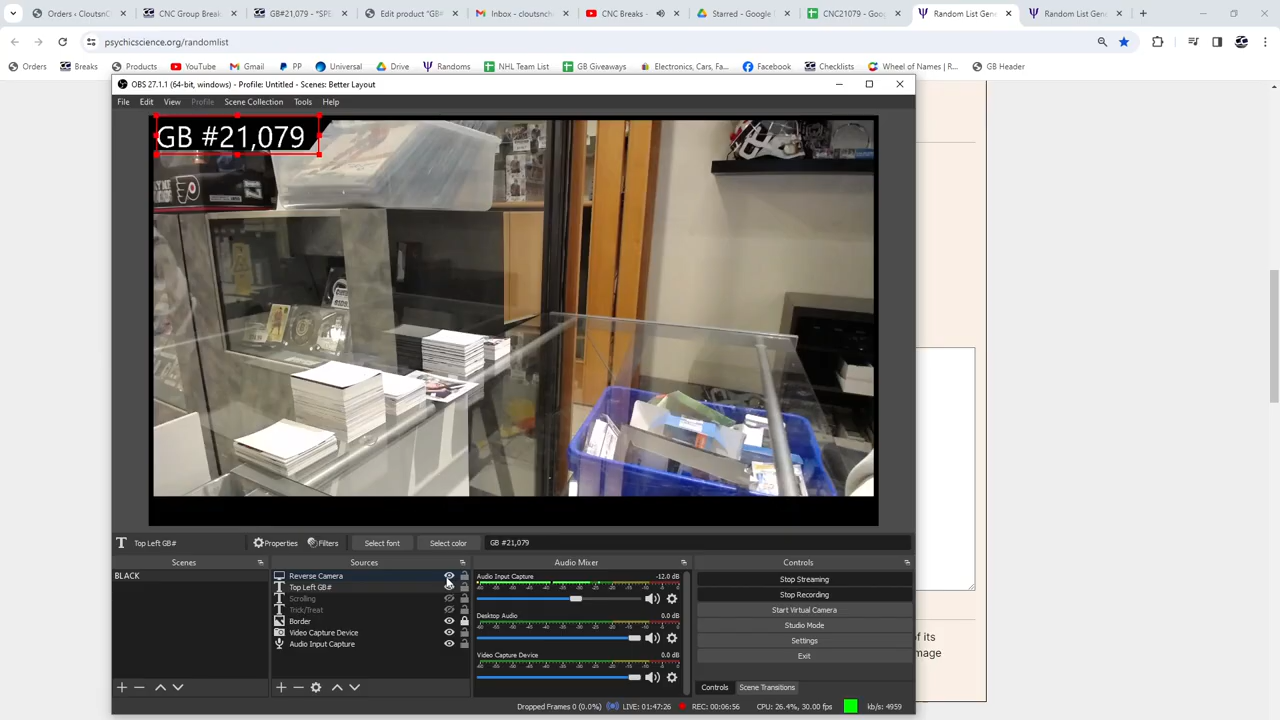 Orders - CloutsC
CNC Group Break
GB#21,079 - "SPE
Edit product "G
Inbox - cloutsnch
CNC Breaks -
Starred - Google
CNC21079 - Goog
Random List Gene
Random List Gene
psychicscience.org/randomlist
Orders
Breaks
Products
YouTube
Gmail
PP
Universal
Drive
Randoms
NHL Team List
GB Giveaways
Electronics, Cars, Fa...
Facebook
Checklists
Wheel of Names | R...
GB Header
OBS 27.1.1 (64-bit, windows) - Profile: Untitled - Scenes: Better Layout
File Edit View Profile Scene Collection Tools Help
GB #21,079
Top Left GB#
Properties
Filters
Select font
Select color
GB #21,079
Scenes
Sources
Audio Mixer
Controls
BLACK
Reverse Camera
Top Left GB#
Scrolling
Trick/Treat
Border
Video Capture Device
Audio Input Capture
Audio Input Capture -12.0 dB
Desktop Audio 0.0 dB
Video Capture Device 0.0 dB
Stop Streaming
Stop Recording
Start Virtual Camera
Studio Mode
Settings
Exit
Controls
Scene Transitions
Dropped Frames 0 (0.0%)
LIVE: 01:47:26
REC: 00:06:56
CPU: 26.4%, 30.00 fps
kb/s: 4959
of its
mage